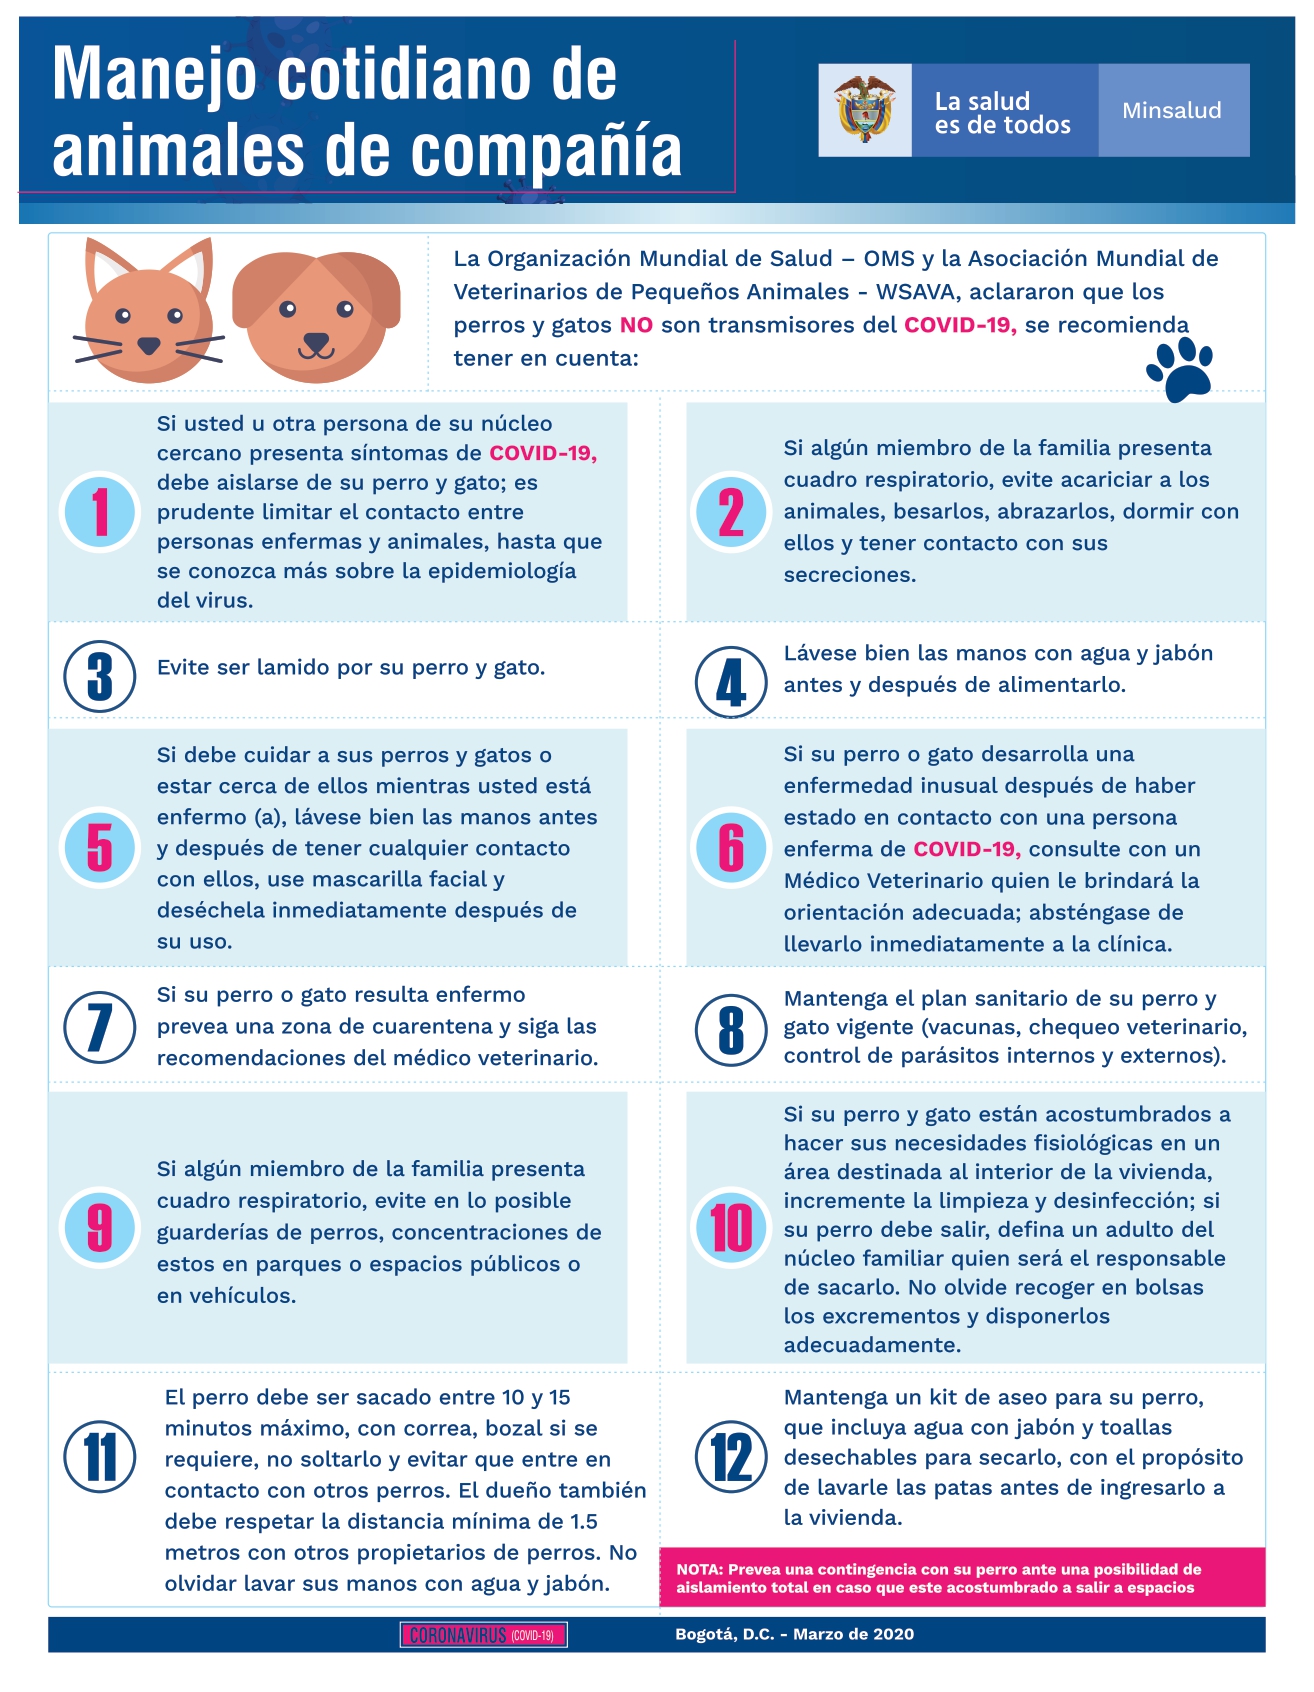 Manejo cotidiano de
animales de compañía
La salud
es de todos
Minsalud
La Organización Mundial de Salud – OMS y la Asociación Mundial de
Veterinarios de Pequeños Animales - WSAVA, aclararon que los
perros y gatos NO son transmisores del COVID-19, se recomienda
tener en cuenta:
1
Si usted u otra persona de su núcleo
cercano presenta síntomas de COVID-19,
debe aislarse de su perro y gato; es
prudente limitar el contacto entre
personas enfermas y animales, hasta que
se conozca más sobre la epidemiología
del virus.
2
Si algún miembro de la familia presenta
cuadro respiratorio, evite acariciar a los
animales, besarlos, abrazarlos, dormir con
ellos y tener contacto con sus
secreciones.
3
Evite ser lamido por su perro y gato.
4
Lávese bien las manos con agua y jabón
antes y después de alimentarlo.
5
Si debe cuidar a sus perros y gatos o
estar cerca de ellos mientras usted está
enfermo (a), lávese bien las manos antes
y después de tener cualquier contacto
con ellos, use mascarilla facial y
deséchela inmediatamente después de
su uso.
6
Si su perro o gato desarrolla una
enfermedad inusual después de haber
estado en contacto con una persona
enferma de COVID-19, consulte con un
Médico Veterinario quien le brindará la
orientación adecuada; absténgase de
llevarlo inmediatamente a la clínica.
7
Si su perro o gato resulta enfermo
prevea una zona de cuarentena y siga las
recomendaciones del médico veterinario.
8
Mantenga el plan sanitario de su perro y
gato vigente (vacunas, chequeo veterinario,
control de parásitos internos y externos).
9
Si algún miembro de la familia presenta
cuadro respiratorio, evite en lo posible
guarderías de perros, concentraciones de
estos en parques o espacios públicos o
en vehículos.
10
Si su perro y gato están acostumbrados a
hacer sus necesidades fisiológicas en un
área destinada al interior de la vivienda,
incremente la limpieza y desinfección; si
su perro debe salir, defina un adulto del
núcleo familiar quien será el responsable
de sacarlo. No olvide recoger en bolsas
los excrementos y disponerlos
adecuadamente.
11
El perro debe ser sacado entre 10 y 15
minutos máximo, con correa, bozal si se
requiere, no soltarlo y evitar que entre en
contacto con otros perros. El dueño también
debe respetar la distancia mínima de 1.5
metros con otros propietarios de perros. No
olvidar lavar sus manos con agua y jabón.
12
Mantenga un kit de aseo para su perro,
que incluya agua con jabón y toallas
desechables para secarlo, con el propósito
de lavarle las patas antes de ingresarlo a
la vivienda.
NOTA: Prevea una contingencia con su perro ante una posibilidad de
aislamiento total en caso que este acostumbrado a salir a espacios
CORONAVIRUS (COVID-19)
Bogotá, D.C. - Marzo de 2020